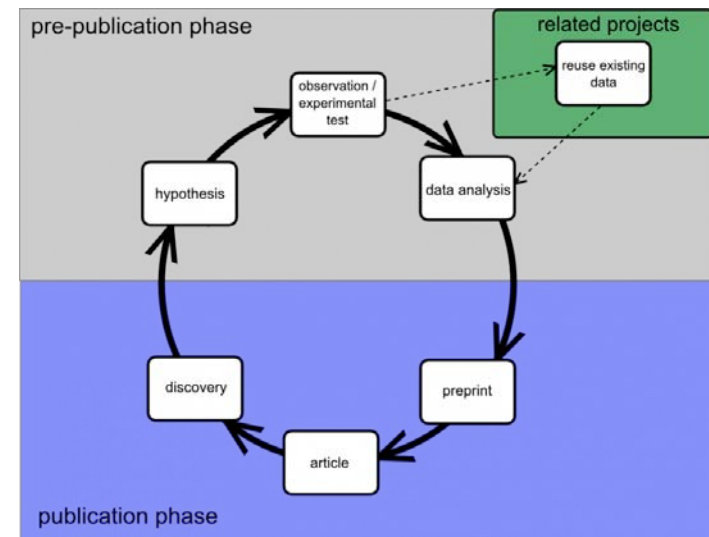 pre-publication phase
related projects
observation /
experimental
test
reuse existing
data
hypothesis
data analysis
discovery
preprint
article
publication phase